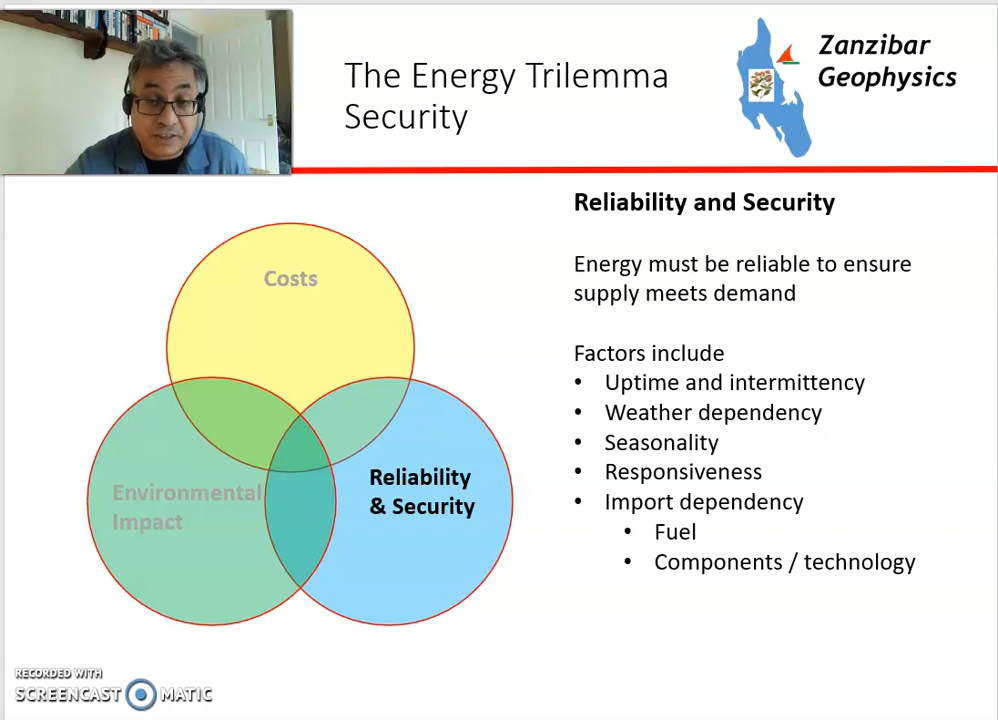 The Energy Trilemma
Security
Zanzibar
Geophysics
Costs
Environmental
Impact
Reliability
& Security
Reliability and Security
Energy must be reliable to ensure
supply meets demand
Factors include
• Uptime and intermittency
• Weather dependency
• Seasonality
• Responsiveness
• Import dependency
• Fuel
• Components / technology
RECORDED WITH
SCREENCAST MATIC